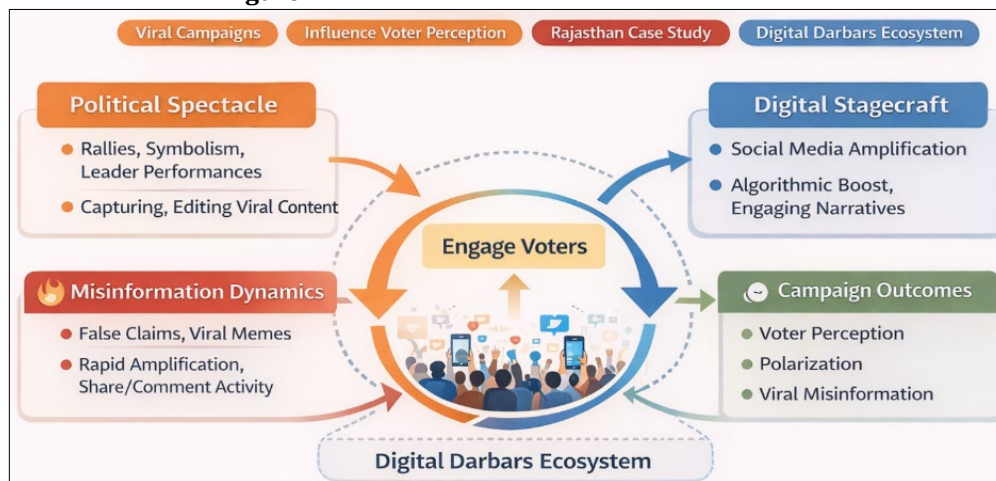 Viral Campaigns
Influence Voter Perception
Rajasthan Case Study
Digital Darbars Ecosystem
Political Spectacle
Rallies, Symbolism,
Leader Performances
Capturing, Editing Viral Content
Digital Stagecraft
Social Media Amplification
Algorithmic Boost,
Engaging Narratives
Engage Voters
Misinformation Dynamics
False Claims, Viral Memes
Rapid Amplification,
Share/Comment Activity
Campaign Outcomes
Voter Perception
Polarization
Viral Misinformation
Digital Darbars Ecosystem